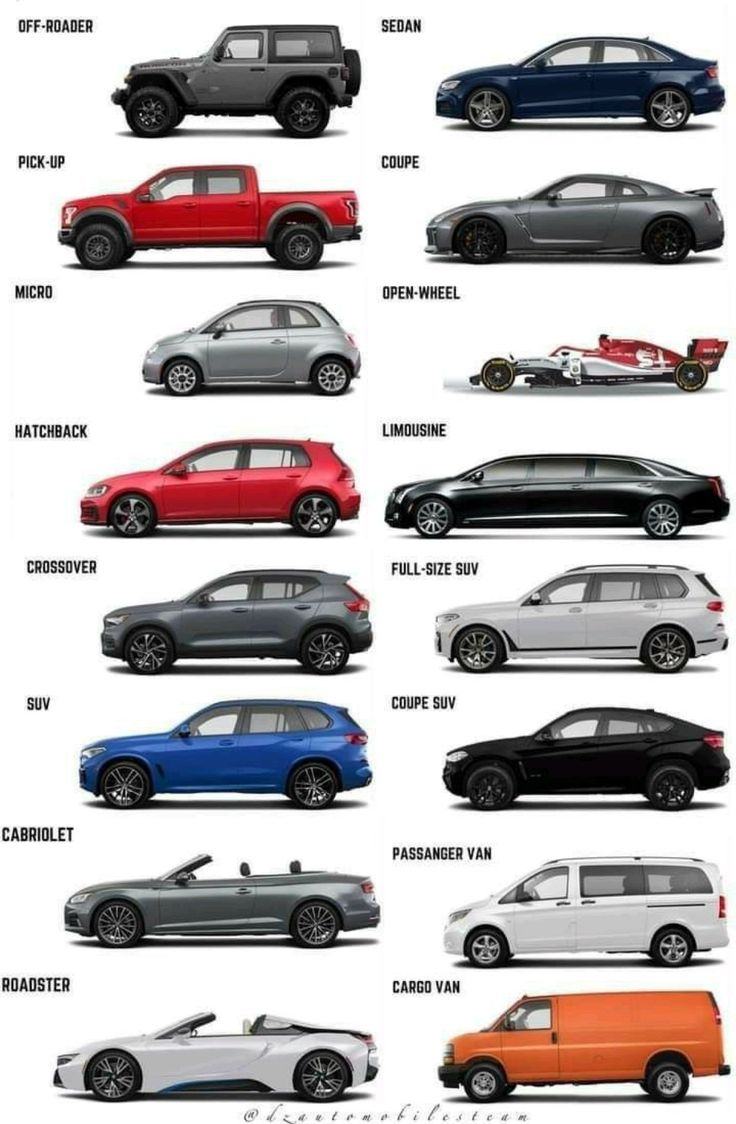 OFF-ROADER
SEDAN
PICK-UP
COUPE
MICRO
OPEN-WHEEL
HATCHBACK
LIMOUSINE
CROSSOVER
FULL-SIZE SUV
SUV
COUPE SUV
CABRIOLET
PASSANGER VAN
ROADSTER
CARGO VAN
@dzautomobilesteam